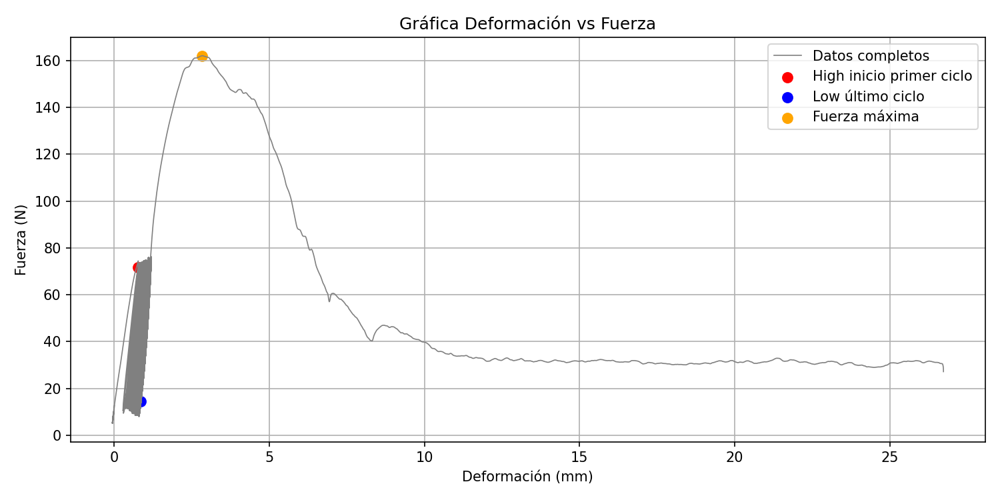 Gráfica Deformación vs Fuerza
Datos completos
High inicio primer ciclo
Low último ciclo
Fuerza máxima
Fuerza (N)
160
140
120
100
80
60
40
20
0
0 5 10 15 20 25
Deformación (mm)